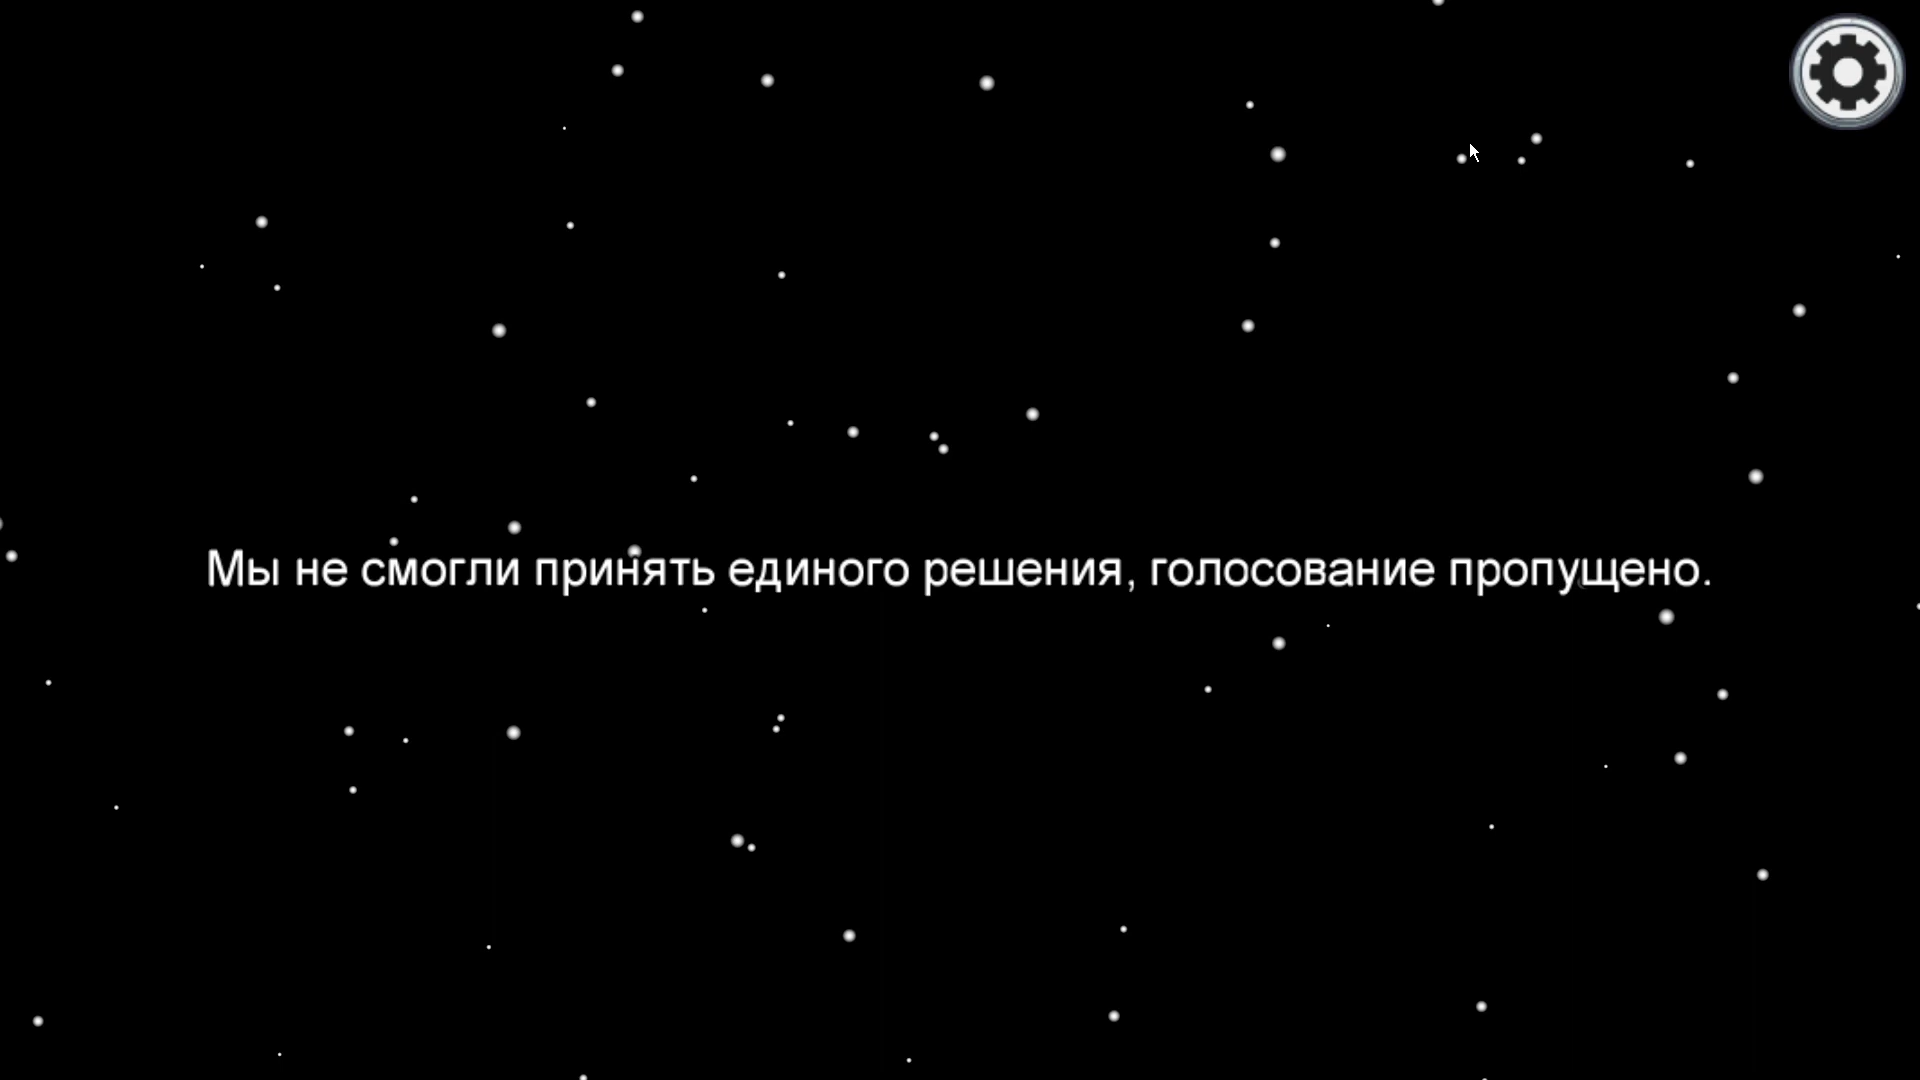 Мы не смогли принять единого решения, голосование пропущено.